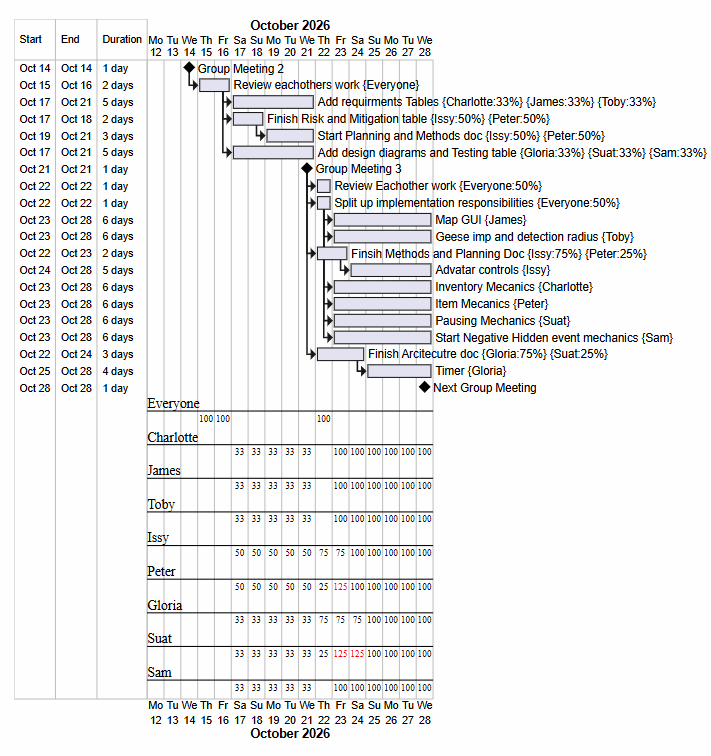 October 2026
Start End Duration Mo Tu We Th Fr Sa Su Mo Tu We Th Fr Sa Su Mo Tu We
12 13 14 15 16 17 18 19 20 21 22 23 24 25 26 27 28
Oct 14 Oct 14 1 day Group Meeting 2
Oct 15 Oct 16 2 days Review eachothers work {Everyone}
Oct 17 Oct 21 5 days Add requirments Tables {Charlotte:33%} {James:33%} {Toby:33%}
Oct 17 Oct 18 2 days Finish Risk and Mitigation table {Issy:50%} {Peter:50%}
Oct 19 Oct 21 3 days Start Planning and Methods doc {Issy:50%} {Peter:50%}
Oct 17 Oct 21 5 days Add design diagrams and Testing table {Gloria:33%} {Suat:33%} {Sam:33%}
Oct 21 Oct 21 1 day Group Meeting 3
Oct 22 Oct 22 1 day Review Eachother work {Everyone:50%}
Oct 22 Oct 22 1 day Split up implementation responsibilities {Everyone:50%}
Oct 23 Oct 28 6 days Map GUI {James}
Oct 23 Oct 28 6 days Geese imp and detection radius {Toby}
Oct 22 Oct 23 2 days Finsih Methods and Planning Doc {Issy:75%} {Peter:25%}
Oct 24 Oct 28 5 days Advatar controls {Issy}
Oct 23 Oct 28 6 days Inventory Mecanics {Charlotte}
Oct 23 Oct 28 6 days Item Mecanics {Peter}
Oct 23 Oct 28 6 days Pausing Mechanics {Suat}
Oct 23 Oct 28 6 days Start Negative Hidden event mechanics {Sam}
Oct 22 Oct 24 3 days Finish Arcitecutre doc {Gloria:75%} {Suat:25%}
Oct 25 Oct 28 4 days Timer {Gloria}
Oct 28 Oct 28 1 day Next Group Meeting
Everyone
100 100 100
Charlotte
33 33 33 33 33 100 100 100 100 100 100
James
33 33 33 33 33 100 100 100 100 100 100
Toby
33 33 33 33 33 100 100 100 100 100 100
Issy
50 50 50 50 50 75 75 100 100 100 100 100
Peter
50 50 50 50 50 25 125 100 100 100 100 100
Gloria
33 33 33 33 33 75 75 75 100 100 100 100
Suat
33 33 33 33 33 25 125 125 100 100 100 100
Sam
33 33 33 33 33 100 100 100 100 100 100
Mo Tu We Th Fr Sa Su Mo Tu We Th Fr Sa Su Mo Tu We
12 13 14 15 16 17 18 19 20 21 22 23 24 25 26 27 28
October 2026